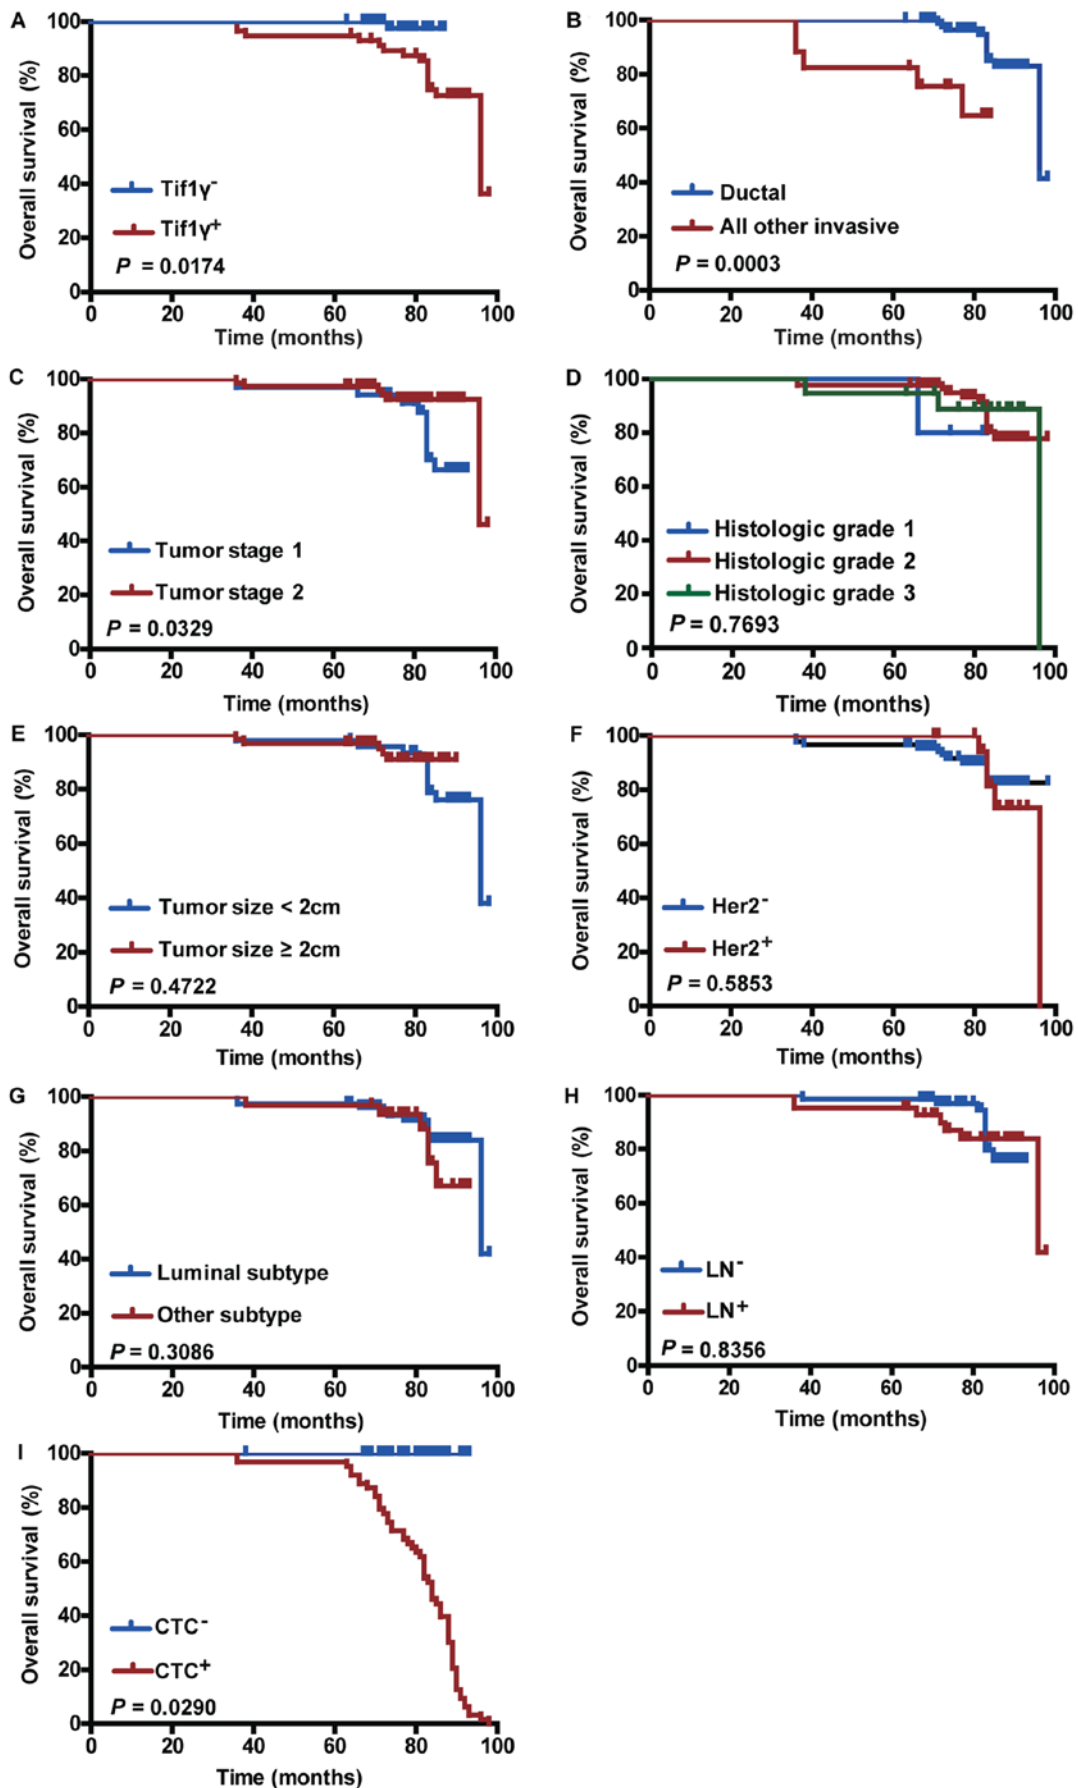 A
Overall survival (%)
100
80
60
40
20
0
Tif1γ-
Tif1γ+
P = 0.0174
0 20 40 60 80 100
Time (months)
B
Overall survival (%)
100
80
60
40
20
0
Ductal
All other invasive
P = 0.0003
0 20 40 60 80 100
Time (months)
C
Overall survival (%)
100
80
60
40
20
0
Tumor stage 1
Tumor stage 2
P = 0.0329
0 20 40 60 80 100
Time (months)
D
Overall survival (%)
100
80
60
40
20
0
Histologic grade 1
Histologic grade 2
Histologic grade 3
P = 0.7693
0 20 40 60 80 100
Time (months)
E
Overall survival (%)
100
80
60
40
20
0
Tumor size < 2cm
Tumor size ≥ 2cm
P = 0.4722
0 20 40 60 80 100
Time (months)
F
Overall survival (%)
100
80
60
40
20
0
Her2-
Her2+
P = 0.5853
0 20 40 60 80 100
Time (months)
G
Overall survival (%)
100
80
60
40
20
0
Luminal subtype
Other subtype
P = 0.3086
0 20 40 60 80 100
Time (months)
H
Overall survival (%)
100
80
60
40
20
0
LN-
LN+
P = 0.8356
0 20 40 60 80 100
Time (months)
I
Overall survival (%)
100
80
60
40
20
0
CTC-
CTC+
P = 0.0290
0 20 40 60 80 100
Time (months)